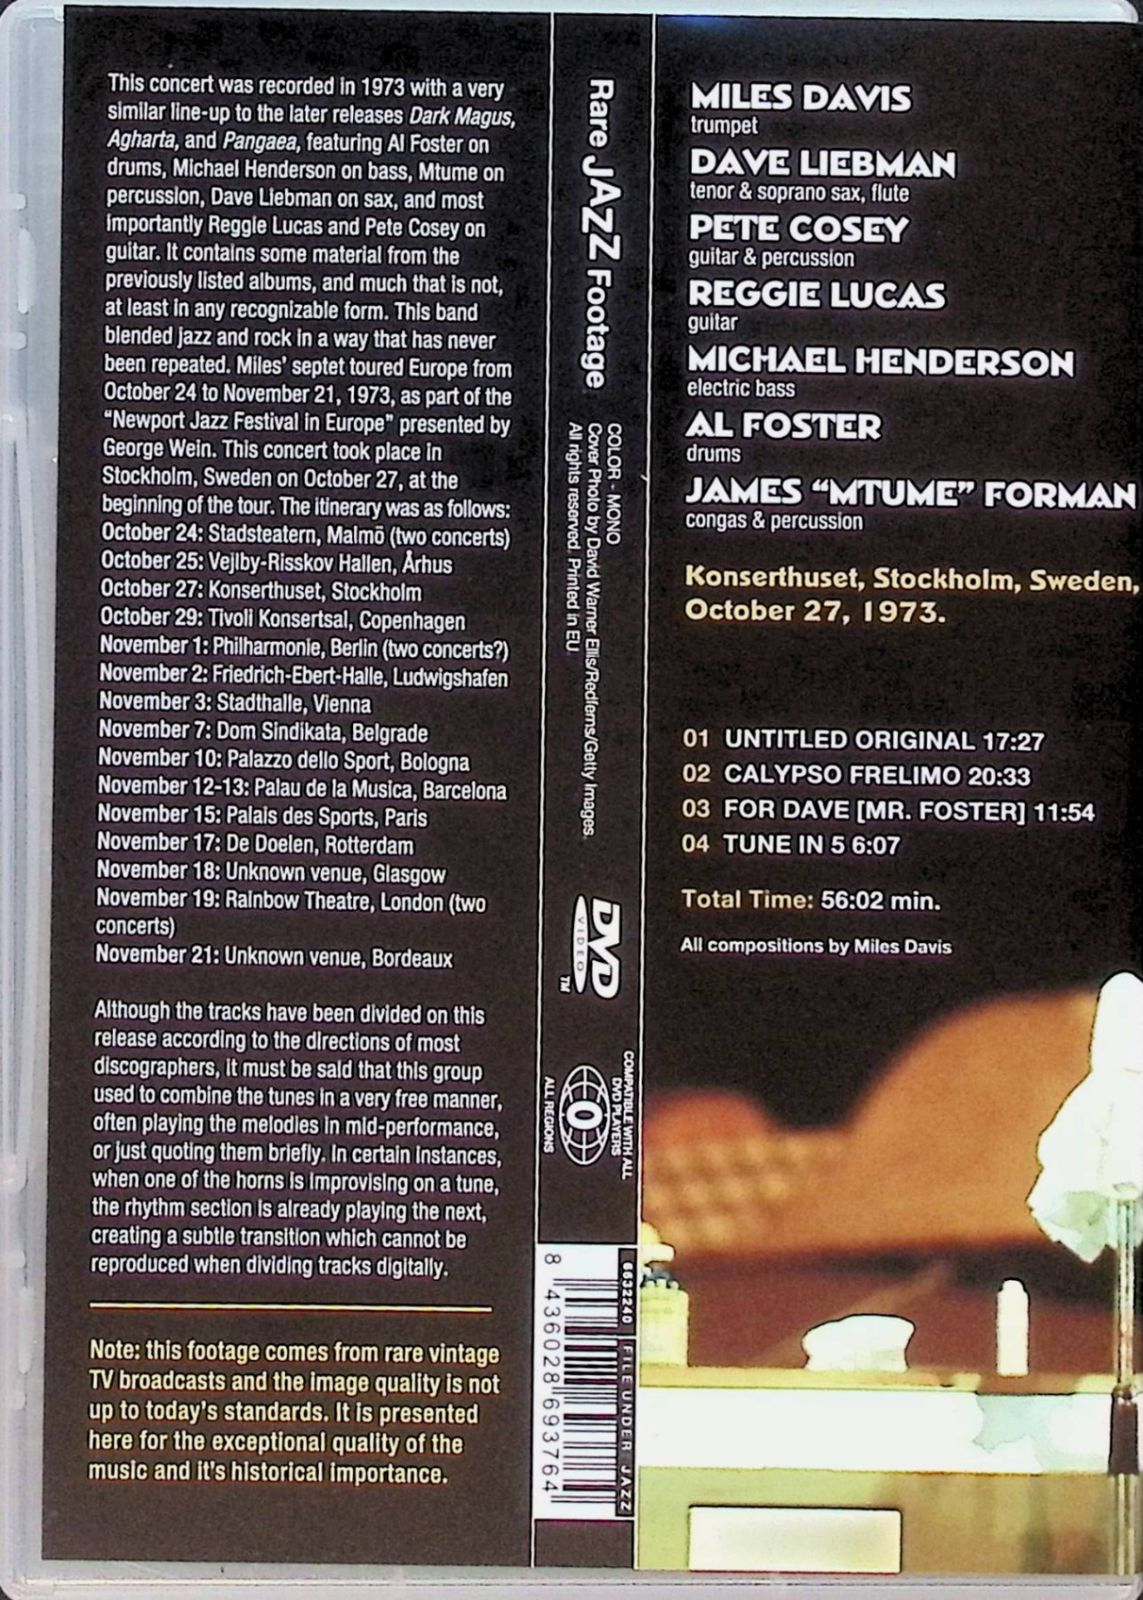 This concert was recorded in 1973 with a very
similar line-up to the later releases Dark Magus,
Agharta, and Pangaea, featuring Al Foster on
drums, Michael Henderson on bass, Mtume on
percussion, Dave Liebman on sax, and most
importantly Reggie Lucas and Pete Cosey on
guitar. It contains some material from the
previously listed albums, and much that is not,
at least in any recognizable form. This band
blended jazz and rock in a way that has never
been repeated. Miles' septet toured Europe from
October 24 to November 21, 1973, as part of the
"Newport Jazz Festival in Europe" presented by
George Wein. This concert took place in
Stockholm, Sweden on October 27, at the
beginning of the tour. The itinerary was as follows:
October 24: Stadsteatern, Malmö (two concerts)
October 25: Vejlby-Risskov Hallen, Århus
October 27: Konserthuset, Stockholm
October 29: Tivoli Konsertsal, Copenhagen
November 1: Philharmonie, Berlin (two concerts?)
November 2: Friedrich-Ebert-Halle, Ludwigshafen
November 3: Stadthalle, Vienna
November 7: Dom Sindikata, Belgrade
November 10: Palazzo dello Sport, Bologna
November 12-13: Palau de la Musica, Barcelona
November 15: Palais des Sports, Paris
November 17: De Doelen, Rotterdam
November 18: Unknown venue, Glasgow
November 19: Rainbow Theatre, London (two
concerts)
November 21: Unknown venue, Bordeaux
Although the tracks have been divided on this
release according to the directions of most
discographers, it must be said that this group
used to combine the tunes in a very free manner,
often playing the melodies in mid-performance,
or just quoting them briefly. In certain instances,
when one of the horns is improvising on a tune,
the rhythm section is already playing the next,
creating a subtle transition which cannot be
reproduced when dividing tracks digitally.
Note: this footage comes from rare vintage
TV broadcasts and the image quality is not
up to today's standards. It is presented
here for the exceptional quality of the
music and it's historical importance.
Rare JAzZ Footage
COLOR - MONO
Cover Photo by David Warner Ellis/Redferns/Getty Images.
All rights reserved. Printed in EU
DVD
VIDEO
TM
COMPATIBLE WITH ALL
DVD PLAYERS
0
ALL REGIONS
6632240 FILE UNDER JAZZ
8 436028 693764
MILES DAVIS
trumpet
DAVE LIEBMAN
tenor & soprano sax, flute
PETE COSEY
guitar & percussion
REGGIE LUCAS
guitar
MICHAEL HENDERSON
electric bass
AL FOSTER
drums
JAMES "MTUME" FORMAN
congas & percussion
Konserthuset, Stockholm, Sweden,
October 27, 1973.
01 UNTITLED ORIGINAL 17:27
02 CALYPSO FRELIMO 20:33
03 FOR DAVE [MR. FOSTER] 11:54
04 TUNE IN 5 6:07
Total Time: 56:02 min.
All compositions by Miles Davis